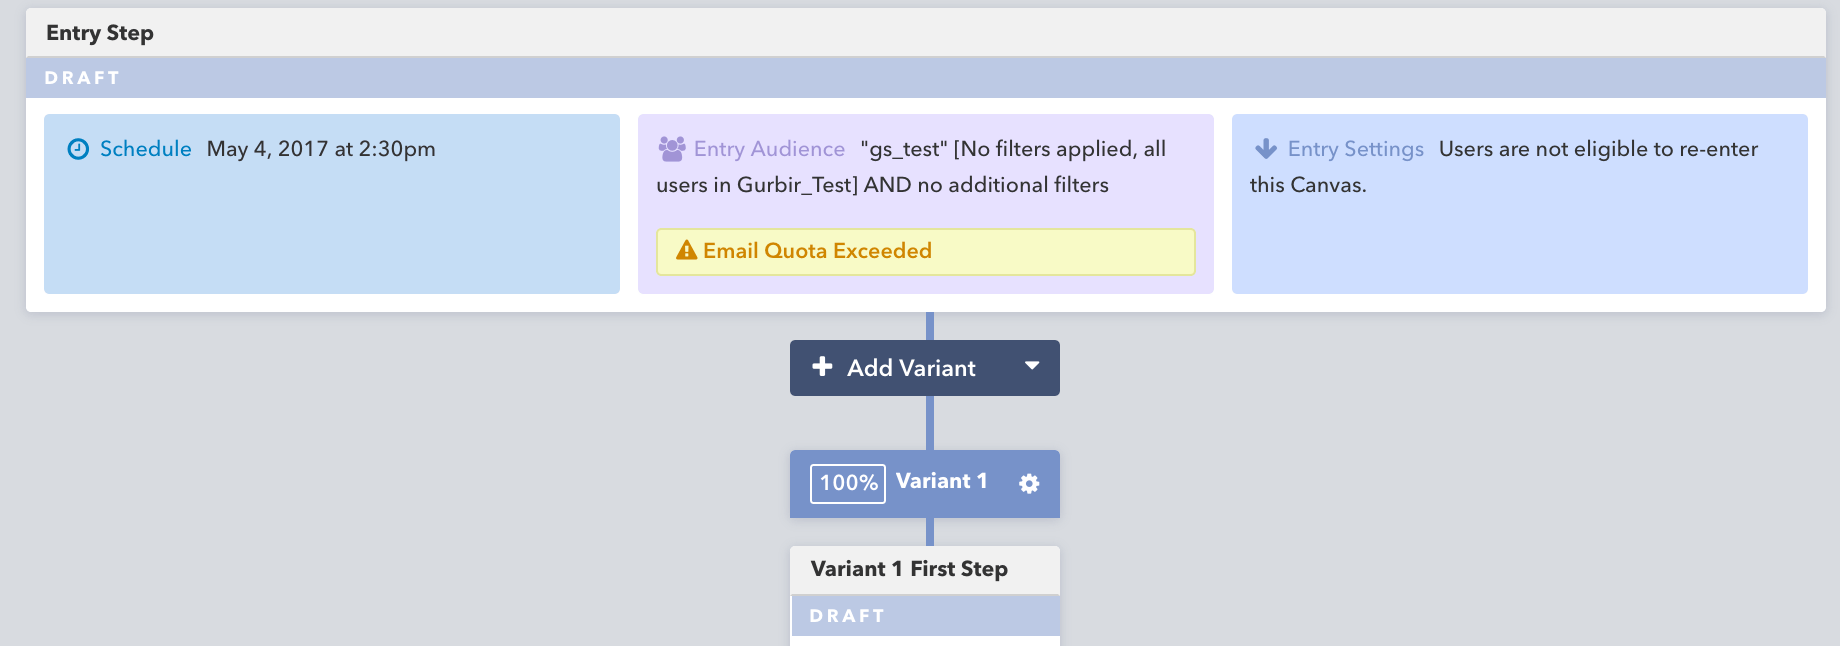 Entry Step
DRAFT
Schedule May 4, 2017 at 2:30pm
Entry Audience "gs_test" [No filters applied, all
users in Gurbir_Test] AND no additional filters
Email Quota Exceeded
Entry Settings Users are not eligible to re-enter
this Canvas.
Add Variant
100% Variant 1
Variant 1 First Step
DRAFT